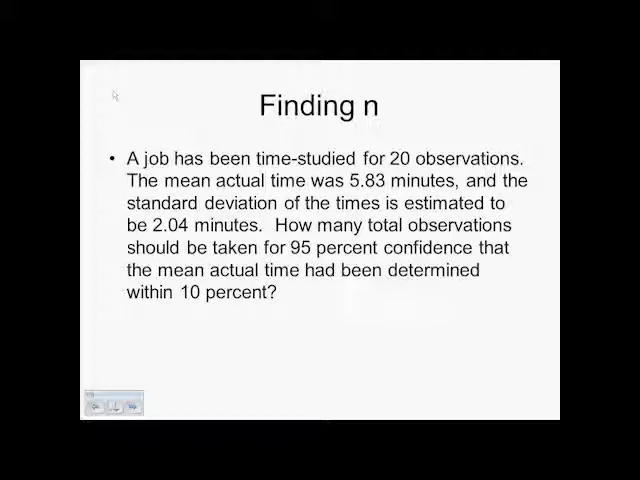 Finding n
• A job has been time-studied for 20 observations.
The mean actual time was 5.83 minutes, and the
standard deviation of the times is estimated to
be 2.04 minutes.  How many total observations
should be taken for 95 percent confidence that
the mean actual time had been determined
within 10 percent?